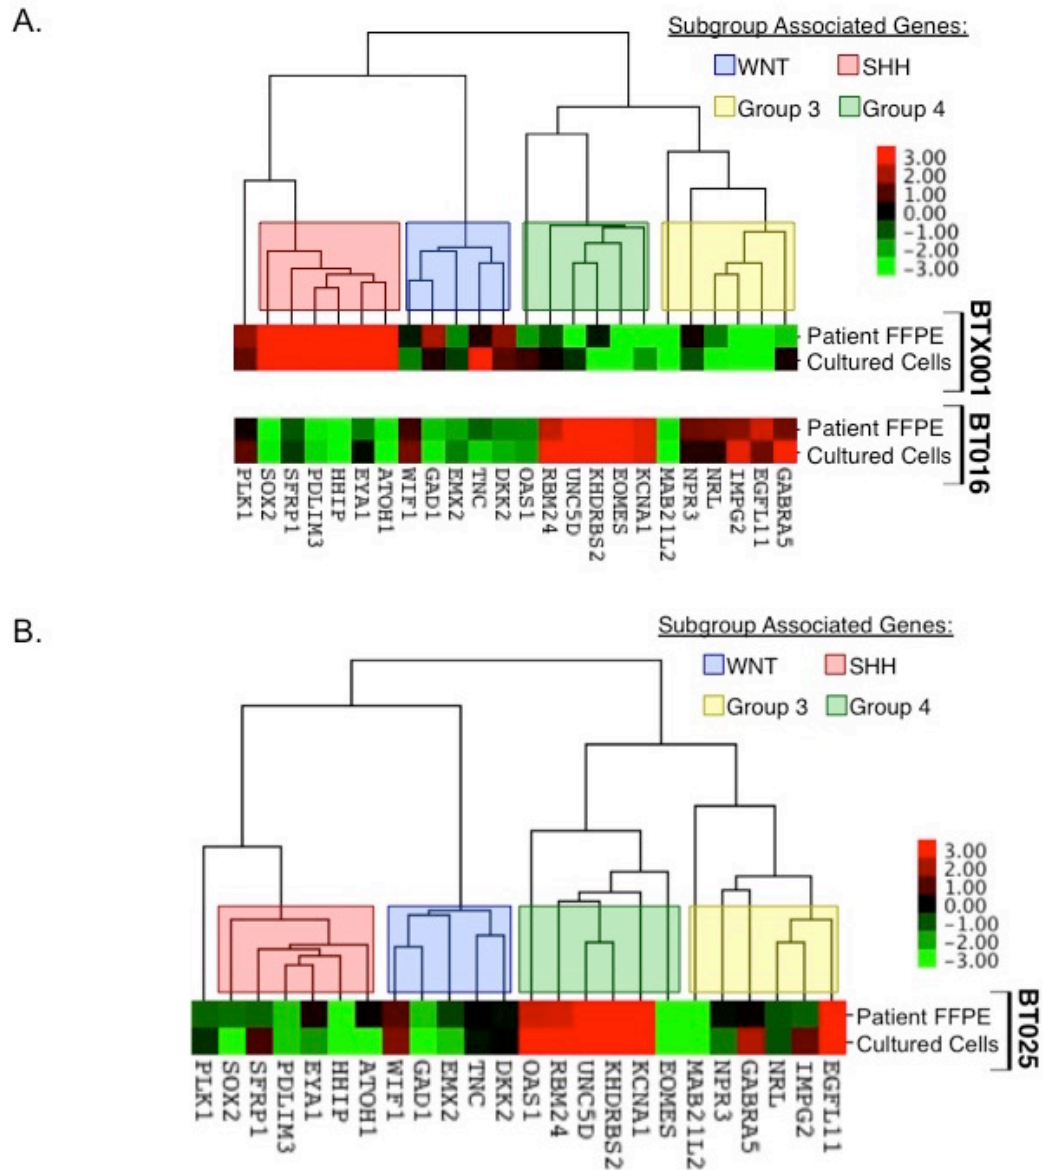 A.
Subgroup Associated Genes:
WNT SHH
Group 3 Group 4
3.00
2.00
1.00
0.00
-1.00
-2.00
-3.00
Patient FFPE
Cultured Cells
BTX001
Patient FFPE
Cultured Cells
BT016
PLK1 SOX2 SFRP1 PDLIM3 HHIP EYA1 ATOH1 WIF1 GAD1 EMX2 TNC DKK2 OAS1 RBM24 UNC5D KHDRBS2 EOMES KCNA1 MAB21L2 NPR3 NRL IMPG2 EGFL11 GABRA5
B.
Subgroup Associated Genes:
WNT SHH
Group 3 Group 4
3.00
2.00
1.00
0.00
-1.00
-2.00
-3.00
Patient FFPE
Cultured Cells
BT025
PLK1 SOX2 SFRP1 PDLIM3 EYA1 HHIP ATOH1 WIF1 GAD1 EMX2 TNC DKK2 OAS1 RBM24 UNC5D KHDRBS2 KCNA1 EOMES MAB21L2 NPR3 GABRA5 NRL IMPG2 EGFL11